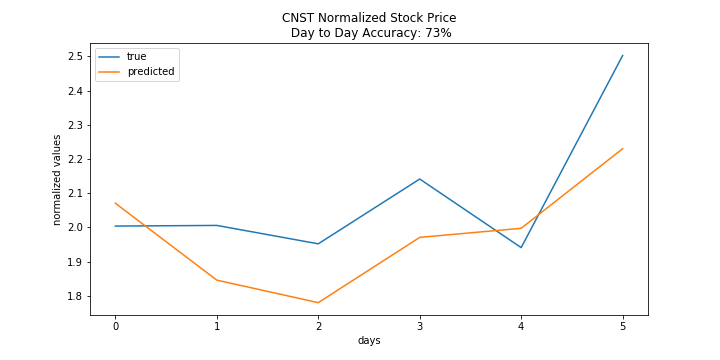 CNST Normalized Stock Price
Day to Day Accuracy: 73%
true
predicted
normalized values
2.5
2.4
2.3
2.2
2.1
2.0
1.9
1.8
0 1 2 3 4 5
days